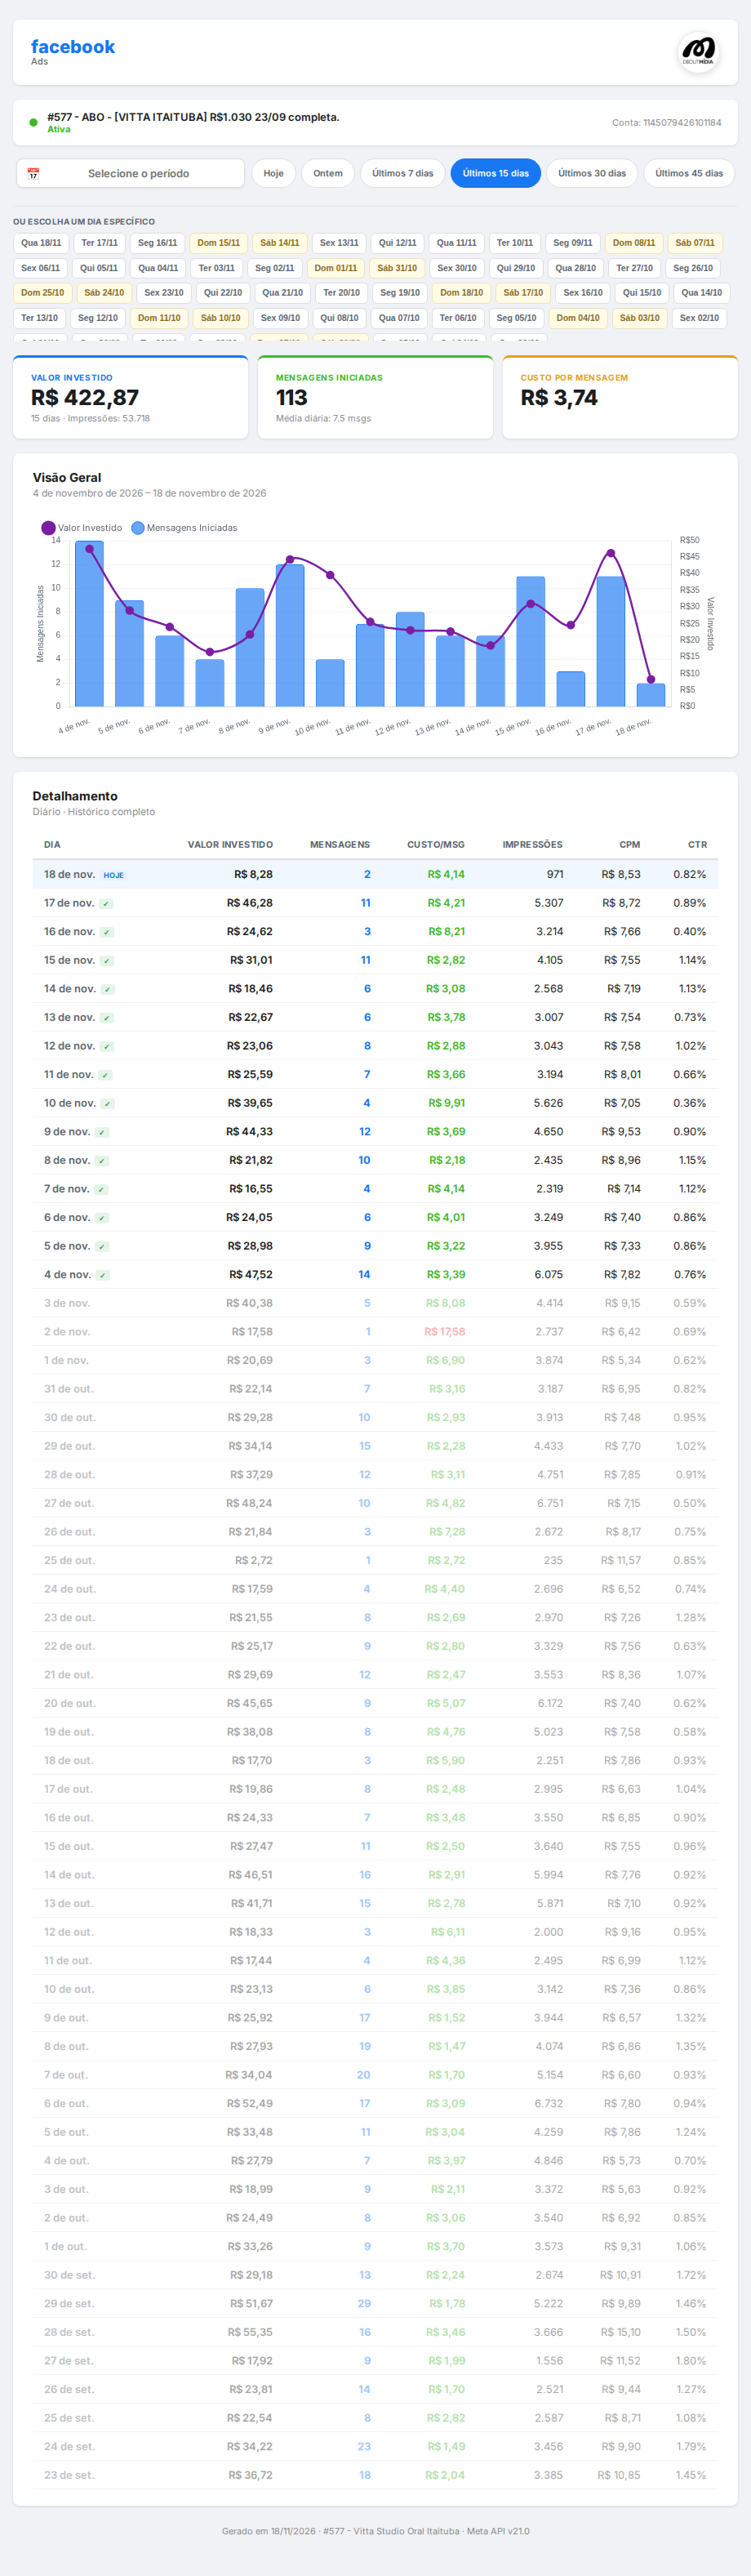 facebook
Ads
DBOUTMÍDIA
#577 - ABO - [VITTA ITAITUBA] R$1.030 23/09 completa.
Ativa
Conta: 1145079426101184
Selecione o período
Hoje
Ontem
Últimos 7 dias
Últimos 15 dias
Últimos 30 dias
Últimos 45 dias
OU ESCOLHA UM DIA ESPECÍFICO
Qua 18/11 Ter 17/11 Seg 16/11 Dom 15/11 Sáb 14/11 Sex 13/11 Qui 12/11 Qua 11/11 Ter 10/11 Seg 09/11 Dom 08/11 Sáb 07/11
Sex 06/11 Qui 05/11 Qua 04/11 Ter 03/11 Seg 02/11 Dom 01/11 Sáb 31/10 Sex 30/10 Qui 29/10 Qua 28/10 Ter 27/10 Seg 26/10
Dom 25/10 Sáb 24/10 Sex 23/10 Qui 22/10 Qua 21/10 Ter 20/10 Seg 19/10 Dom 18/10 Sáb 17/10 Sex 16/10 Qui 15/10 Qua 14/10
Ter 13/10 Seg 12/10 Dom 11/10 Sáb 10/10 Sex 09/10 Qui 08/10 Qua 07/10 Ter 06/10 Seg 05/10 Dom 04/10 Sáb 03/10 Sex 02/10
VALOR INVESTIDO
R$ 422,87
15 dias · Impressões: 53.718
MENSAGENS INICIADAS
113
Média diária: 7.5 msgs
CUSTO POR MENSAGEM
R$ 3,74
Visão Geral
4 de novembro de 2026 – 18 de novembro de 2026
Valor Investido Mensagens Iniciadas
Mensagens Iniciadas
14
12
10
8
6
4
2
0
R$50
R$45
R$40
R$35
R$30
R$25
R$20
R$15
R$10
R$5
R$0
Valor Investido
4 de nov. 5 de nov. 6 de nov. 7 de nov. 8 de nov. 9 de nov. 10 de nov. 11 de nov. 12 de nov. 13 de nov. 14 de nov. 15 de nov. 16 de nov. 17 de nov. 18 de nov.
Detalhamento
Diário · Histórico completo
DIA VALOR INVESTIDO MENSAGENS CUSTO/MSG IMPRESSÕES CPM CTR
18 de nov. HOJE R$ 8,28 2 R$ 4,14 971 R$ 8,53 0.82%
17 de nov. ✓ R$ 46,28 11 R$ 4,21 5.307 R$ 8,72 0.89%
16 de nov. ✓ R$ 24,62 3 R$ 8,21 3.214 R$ 7,66 0.40%
15 de nov. ✓ R$ 31,01 11 R$ 2,82 4.105 R$ 7,55 1.14%
14 de nov. ✓ R$ 18,46 6 R$ 3,08 2.568 R$ 7,19 1.13%
13 de nov. ✓ R$ 22,67 6 R$ 3,78 3.007 R$ 7,54 0.73%
12 de nov. ✓ R$ 23,06 8 R$ 2,88 3.043 R$ 7,58 1.02%
11 de nov. ✓ R$ 25,59 7 R$ 3,66 3.194 R$ 8,01 0.66%
10 de nov. ✓ R$ 39,65 4 R$ 9,91 5.626 R$ 7,05 0.36%
9 de nov. ✓ R$ 44,33 12 R$ 3,69 4.650 R$ 9,53 0.90%
8 de nov. ✓ R$ 21,82 10 R$ 2,18 2.435 R$ 8,96 1.15%
7 de nov. ✓ R$ 16,55 4 R$ 4,14 2.319 R$ 7,14 1.12%
6 de nov. ✓ R$ 24,05 6 R$ 4,01 3.249 R$ 7,40 0.86%
5 de nov. ✓ R$ 28,98 9 R$ 3,22 3.955 R$ 7,33 0.86%
4 de nov. ✓ R$ 47,52 14 R$ 3,39 6.075 R$ 7,82 0.76%
3 de nov. R$ 40,38 5 R$ 8,08 4.414 R$ 9,15 0.59%
2 de nov. R$ 17,58 1 R$ 17,58 2.737 R$ 6,42 0.69%
1 de nov. R$ 20,69 3 R$ 6,90 3.874 R$ 5,34 0.62%
31 de out. R$ 22,14 7 R$ 3,16 3.187 R$ 6,95 0.82%
30 de out. R$ 29,28 10 R$ 2,93 3.913 R$ 7,48 0.95%
29 de out. R$ 34,14 15 R$ 2,28 4.433 R$ 7,70 1.02%
28 de out. R$ 37,29 12 R$ 3,11 4.751 R$ 7,85 0.91%
27 de out. R$ 48,24 10 R$ 4,82 6.751 R$ 7,15 0.50%
26 de out. R$ 21,84 3 R$ 7,28 2.672 R$ 8,17 0.75%
25 de out. R$ 2,72 1 R$ 2,72 235 R$ 11,57 0.85%
24 de out. R$ 17,59 4 R$ 4,40 2.696 R$ 6,52 0.74%
23 de out. R$ 21,55 8 R$ 2,69 2.970 R$ 7,26 1.28%
22 de out. R$ 25,17 9 R$ 2,80 3.329 R$ 7,56 0.63%
21 de out. R$ 29,69 12 R$ 2,47 3.553 R$ 8,36 1.07%
20 de out. R$ 45,65 9 R$ 5,07 6.172 R$ 7,40 0.62%
19 de out. R$ 38,08 8 R$ 4,76 5.023 R$ 7,58 0.58%
18 de out. R$ 17,70 3 R$ 5,90 2.251 R$ 7,86 0.93%
17 de out. R$ 19,86 8 R$ 2,48 2.995 R$ 6,63 1.04%
16 de out. R$ 24,33 7 R$ 3,48 3.550 R$ 6,85 0.90%
15 de out. R$ 27,47 11 R$ 2,50 3.640 R$ 7,55 0.96%
14 de out. R$ 46,51 16 R$ 2,91 5.994 R$ 7,76 0.92%
13 de out. R$ 41,71 15 R$ 2,78 5.871 R$ 7,10 0.92%
12 de out. R$ 18,33 3 R$ 6,11 2.000 R$ 9,16 0.95%
11 de out. R$ 17,44 4 R$ 4,36 2.495 R$ 6,99 1.12%
10 de out. R$ 23,13 6 R$ 3,85 3.142 R$ 7,36 0.86%
9 de out. R$ 25,92 17 R$ 1,52 3.944 R$ 6,57 1.32%
8 de out. R$ 27,93 19 R$ 1,47 4.074 R$ 6,86 1.35%
7 de out. R$ 34,04 20 R$ 1,70 5.154 R$ 6,60 0.93%
6 de out. R$ 52,49 17 R$ 3,09 6.732 R$ 7,80 0.94%
5 de out. R$ 33,48 11 R$ 3,04 4.259 R$ 7,86 1.24%
4 de out. R$ 27,79 7 R$ 3,97 4.846 R$ 5,73 0.70%
3 de out. R$ 18,99 9 R$ 2,11 3.372 R$ 5,63 0.92%
2 de out. R$ 24,49 8 R$ 3,06 3.540 R$ 6,92 0.85%
1 de out. R$ 33,26 9 R$ 3,70 3.573 R$ 9,31 1.06%
30 de set. R$ 29,18 13 R$ 2,24 2.674 R$ 10,91 1.72%
29 de set. R$ 51,67 29 R$ 1,78 5.222 R$ 9,89 1.46%
28 de set. R$ 55,35 16 R$ 3,46 3.666 R$ 15,10 1.50%
27 de set. R$ 17,92 9 R$ 1,99 1.556 R$ 11,52 1.80%
26 de set. R$ 23,81 14 R$ 1,70 2.521 R$ 9,44 1.27%
25 de set. R$ 22,54 8 R$ 2,82 2.587 R$ 8,71 1.08%
24 de set. R$ 34,22 23 R$ 1,49 3.456 R$ 9,90 1.79%
23 de set. R$ 36,72 18 R$ 2,04 3.385 R$ 10,85 1.45%
Gerado em 18/11/2026 · #577 - Vitta Studio Oral Itaituba · Meta API v21.0